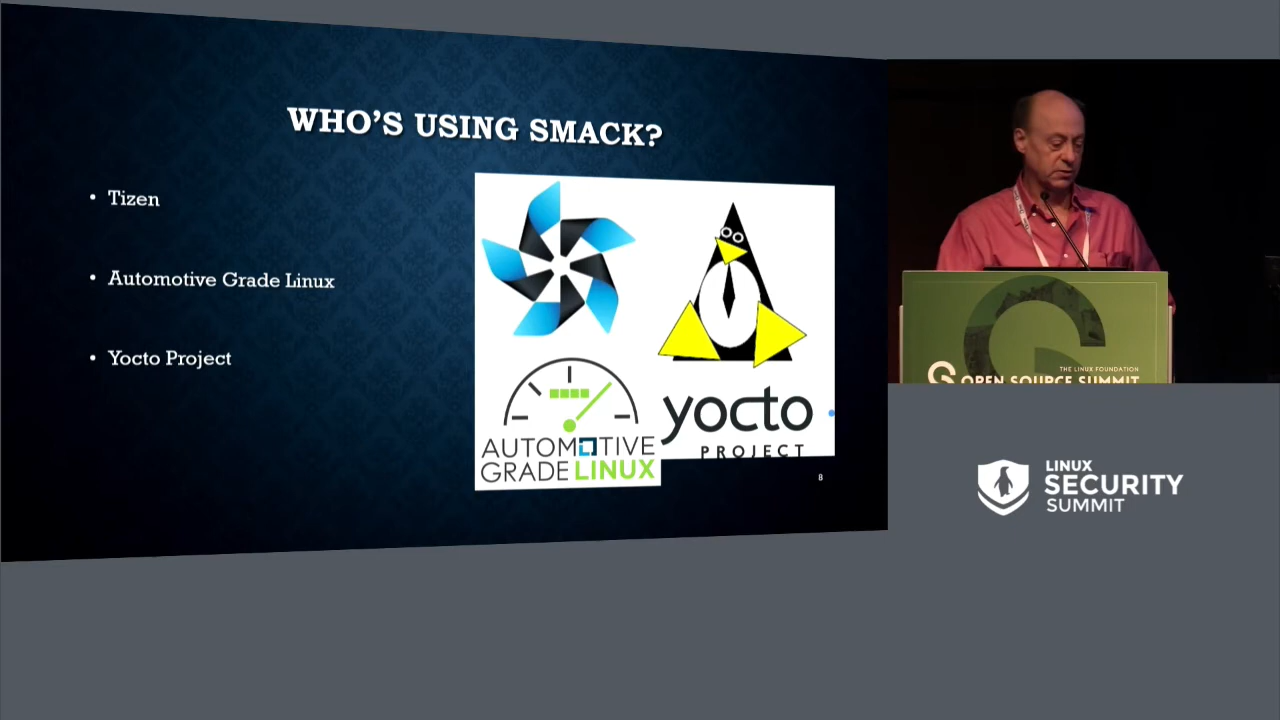 WHO'S USING SMACK?
• Tizen
• Automotive Grade Linux
• Yocto Project
AUTOMOTIVE
GRADE LINUX
yocto
PROJECT
8
THE LINUX FOUNDATION
OPEN SOURCE SUMMIT
LINUX
SECURITY
SUMMIT